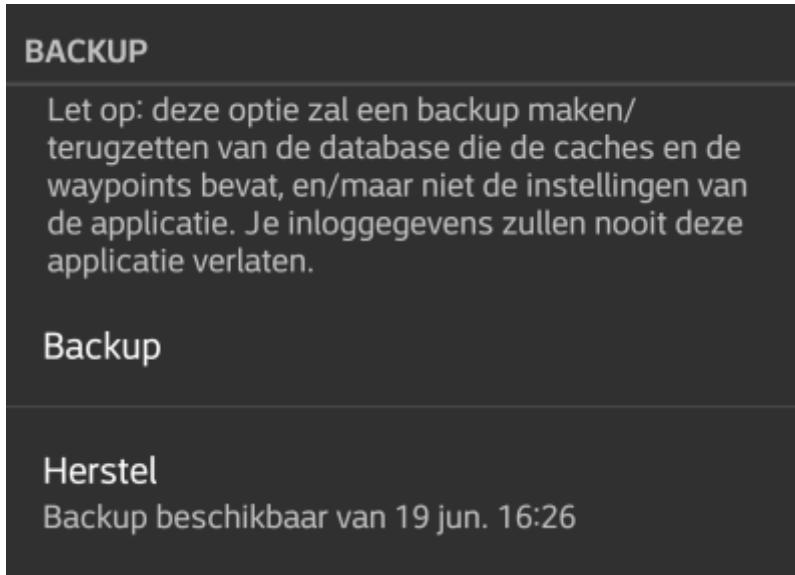 BACKUP
Let op: deze optie zal een backup maken/
terugzetten van de database die de caches en de
waypoints bevat, en/maar niet de instellingen van
de applicatie. Je inloggegevens zullen nooit deze
applicatie verlaten.
Backup
Herstel
Backup beschikbaar van 19 jun. 16:26